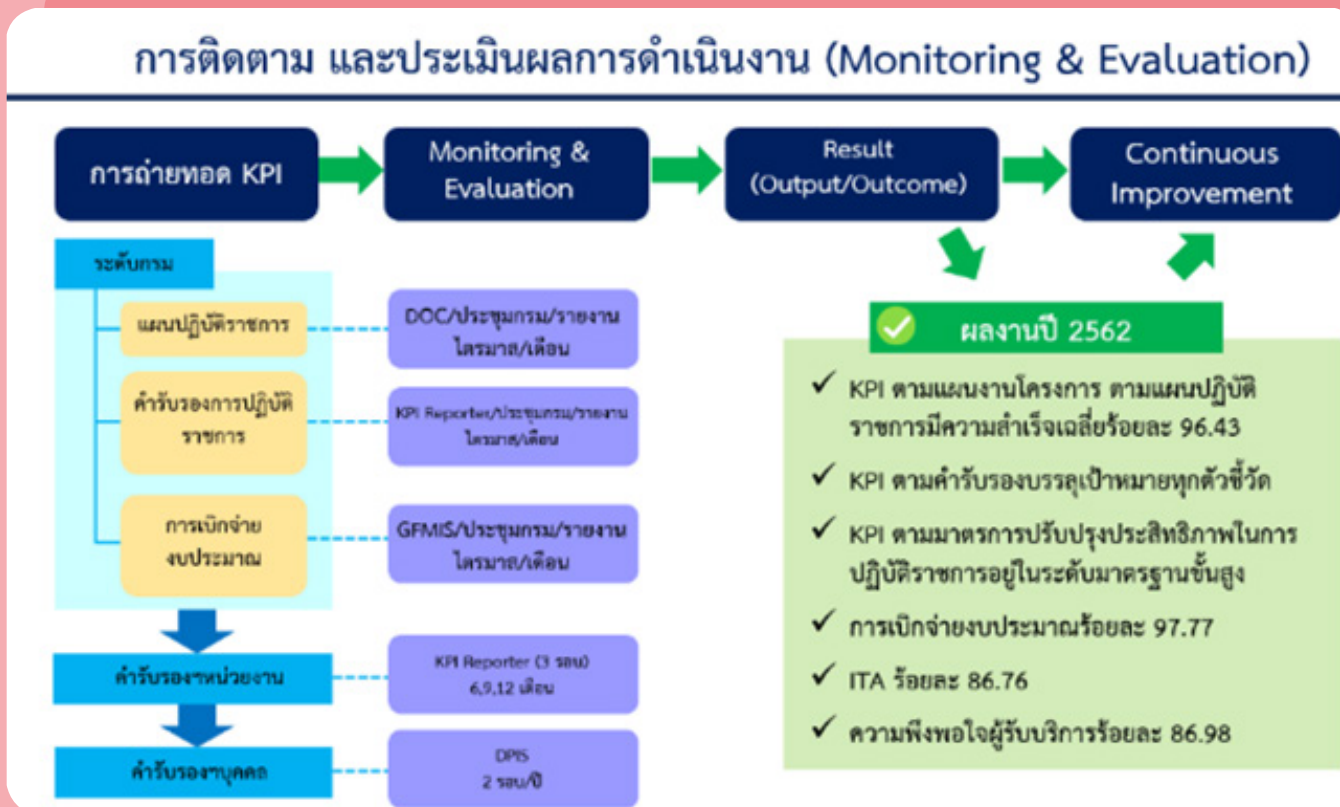 การติดตาม และประเมินผลการดำเนินงาน (Monitoring & Evaluation)
การถ่ายทอด KPI
Monitoring &
Evaluation
Result
(Output/Outcome)
Continuous
Improvement
ระดับกรม
แผนปฏิบัติราชการ
DOC/ประชุมกรม/รายงาน
ไตรมาส/เดือน
คำรับรองการปฏิบัติ
ราชการ
KPI Reporter/ประชุมกรม/รายงาน
ไตรมาส/เดือน
การเบิกจ่าย
งบประมาณ
GFMIS/ประชุมกรม/รายงาน
ไตรมาส/เดือน
คำรับรองฯหน่วยงาน
KPI Reporter (3 รอบ)
6,9,12 เดือน
คำรับรองฯบุคคล
DPIS
2 รอบ/ปี
ผลงานปี 2562
✓ KPI ตามแผนงานโครงการ ตามแผนปฏิบัติ
ราชการมีความสำเร็จเฉลี่ยร้อยละ 96.43
✓ KPI ตามคำรับรองบรรลุเป้าหมายทุกตัวชี้วัด
✓ KPI ตามมาตรการปรับปรุงประสิทธิภาพในการ
ปฏิบัติราชการอยู่ในระดับมาตรฐานขั้นสูง
✓ การเบิกจ่ายงบประมาณร้อยละ 97.77
✓ ITA ร้อยละ 86.76
✓ ความพึงพอใจผู้รับบริการร้อยละ 86.98